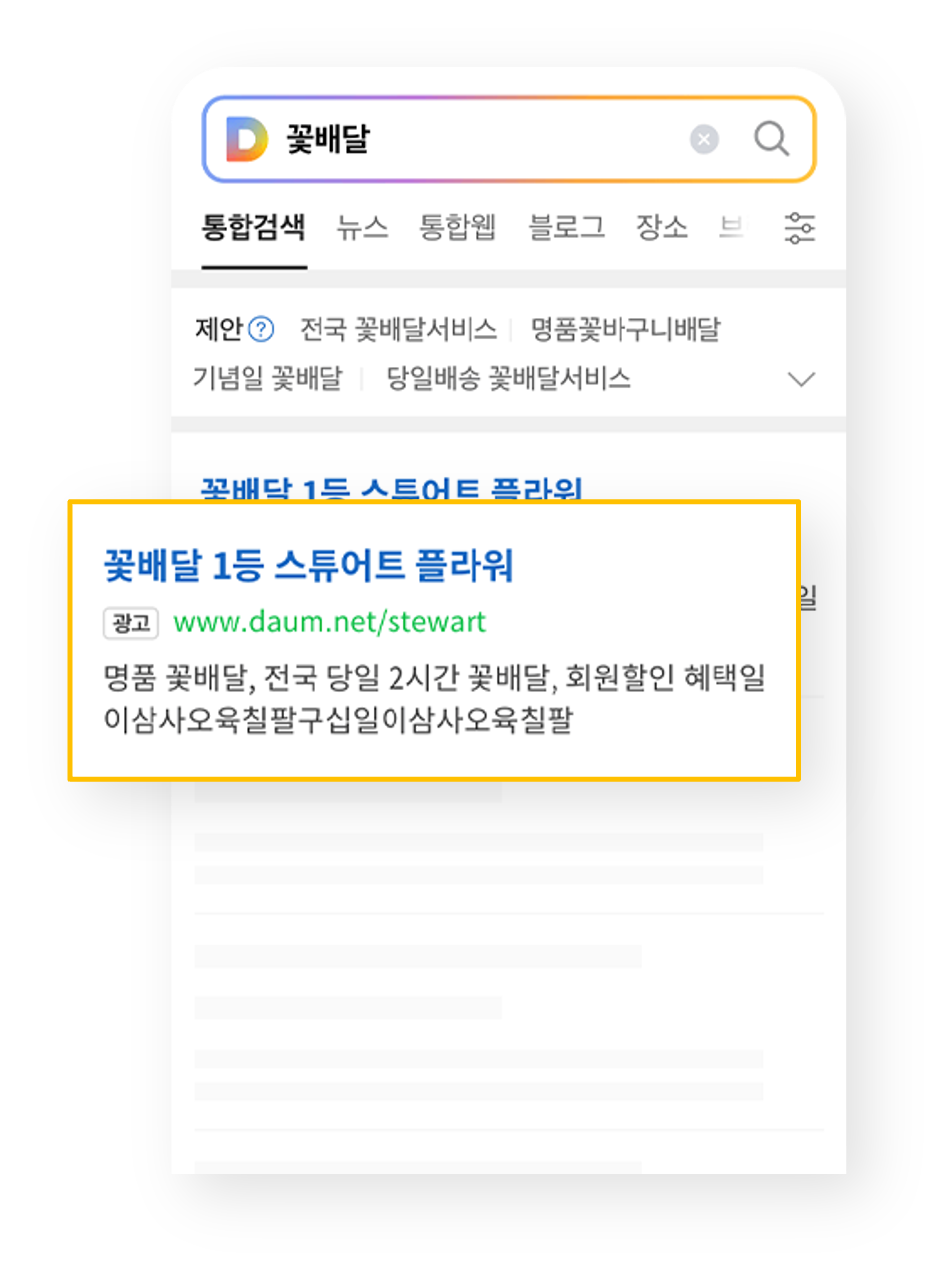 꽃배달
통합검색 뉴스 통합웹 블로그 장소
제안 ? 전국 꽃배달서비스 명품꽃바구니배달
기념일 꽃배달 당일배송 꽃배달서비스
꽃배달 1등 스튜어트 플라워
꽃배달 1등 스튜어트 플라워
광고 www.daum.net/stewart
일
명품 꽃배달, 전국 당일 2시간 꽃배달, 회원할인 혜택일
이삼사오육칠팔구십일이삼사오육칠팔